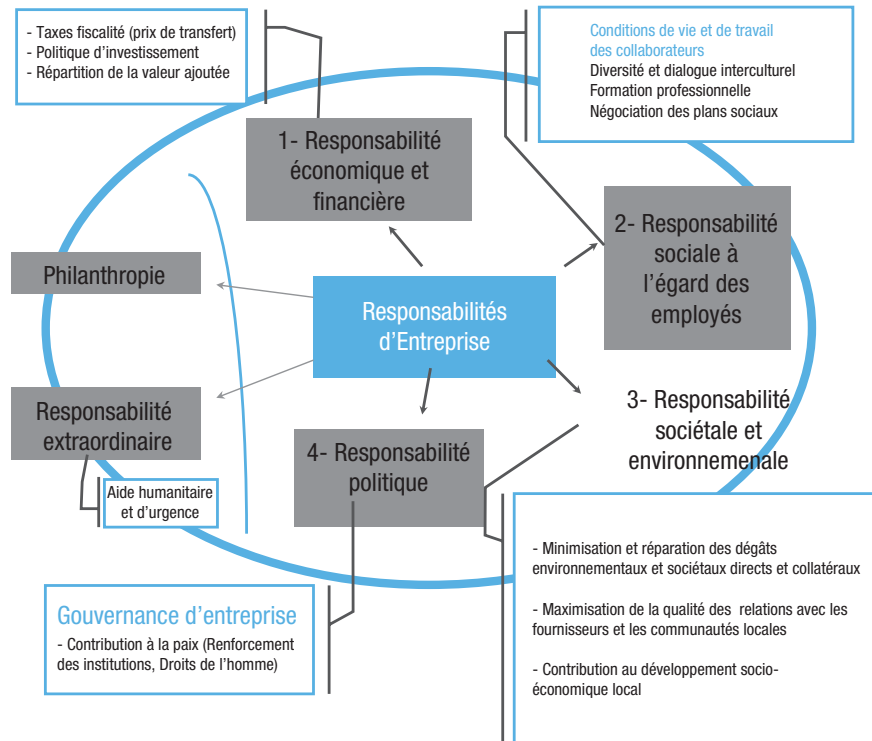 - Taxes fiscalité (prix de transfert)
- Politique d'investissement
- Répartition de la valeur ajoutée
Conditions de vie et de travail
des collaborateurs
Diversité et dialogue interculturel
Formation professionnelle
Négociation des plans sociaux
1- Responsabilité
économique et
financière
2- Responsabilité
sociale à
l'égard des
employés
Philanthropie
Responsabilités
d'Entreprise
Responsabilité
extraordinaire
3- Responsabilité
sociétale et
environnemenale
4- Responsabilité
politique
Aide humanitaire
et d'urgence
Gouvernance d'entreprise
- Contribution à la paix (Renforcement
des institutions, Droits de l'homme)
- Minimisation et réparation des dégâts
environnementaux et sociétaux directs et collatéraux
- Maximisation de la qualité des relations avec les
fournisseurs et les communautés locales
- Contribution au développement socio-
économique local